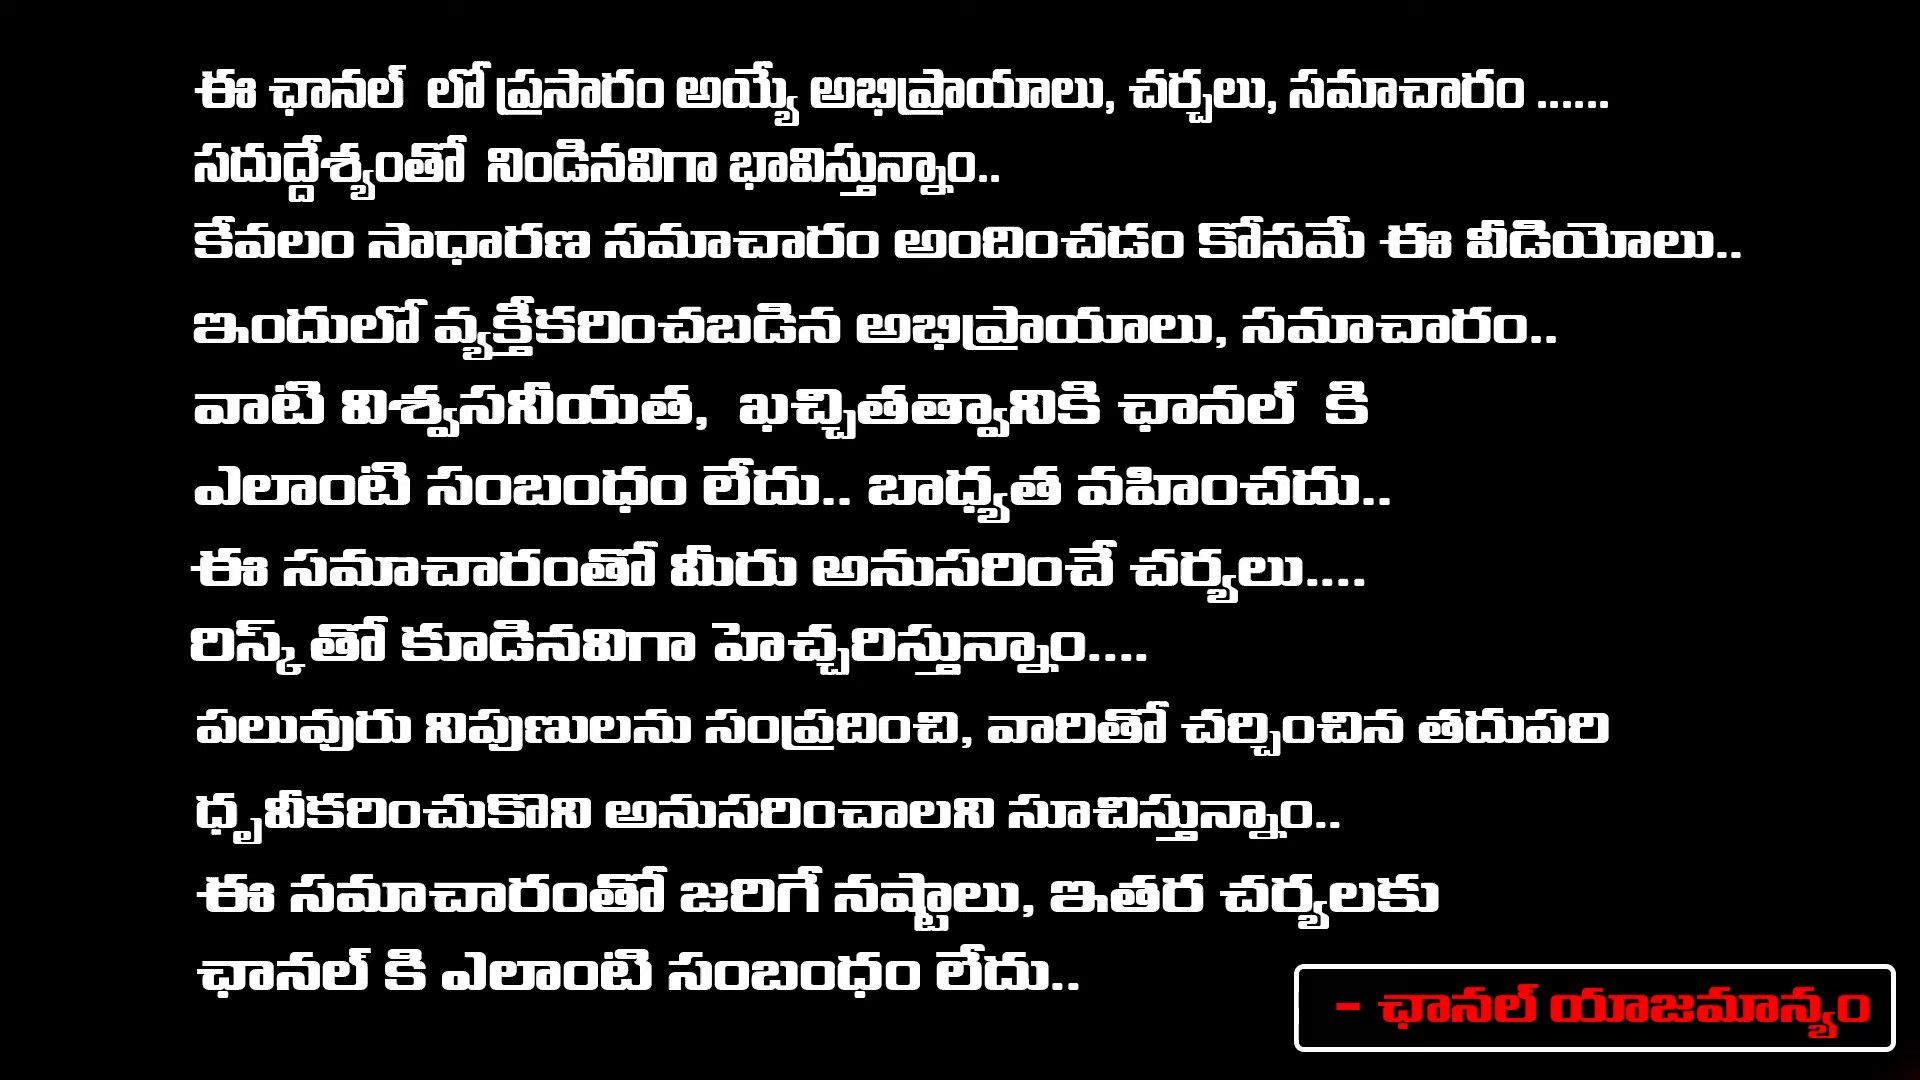 ఈ ఛానల్ లో ప్రసారం అయ్యే అభిప్రాయాలు, చర్చలు, సమాచారం ......
సదుద్దేశ్యంతో నిండినవిగా భావిస్తున్నాం..
కేవలం సాధారణ సమాచారం అందించడం కోసమే ఈ వీడియోలు..
ఇందులో వ్యక్తీకరించబడిన అభిప్రాయాలు, సమాచారం..
వాటి విశ్వసనీయత, ఖచ్చితత్వానికి ఛానల్ కి
ఎలాంటి సంబంధం లేదు.. బాధ్యత వహించదు..
ఈ సమాచారంతో మీరు అనుసరించే చర్యలు....
రిస్క్ తో కూడినవిగా హెచ్చరిస్తున్నాం....
పలువురు నిపుణులను సంప్రదించి, వారితో చర్చించిన తదుపరి
ధృవీకరించుకొని అనుసరించాలని సూచిస్తున్నాం..
ఈ సమాచారంతో జరిగే నష్టాలు, ఇతర చర్యలకు
ఛానల్ కి ఎలాంటి సంబంధం లేదు..
- ఛానల్ యాజమాన్యం